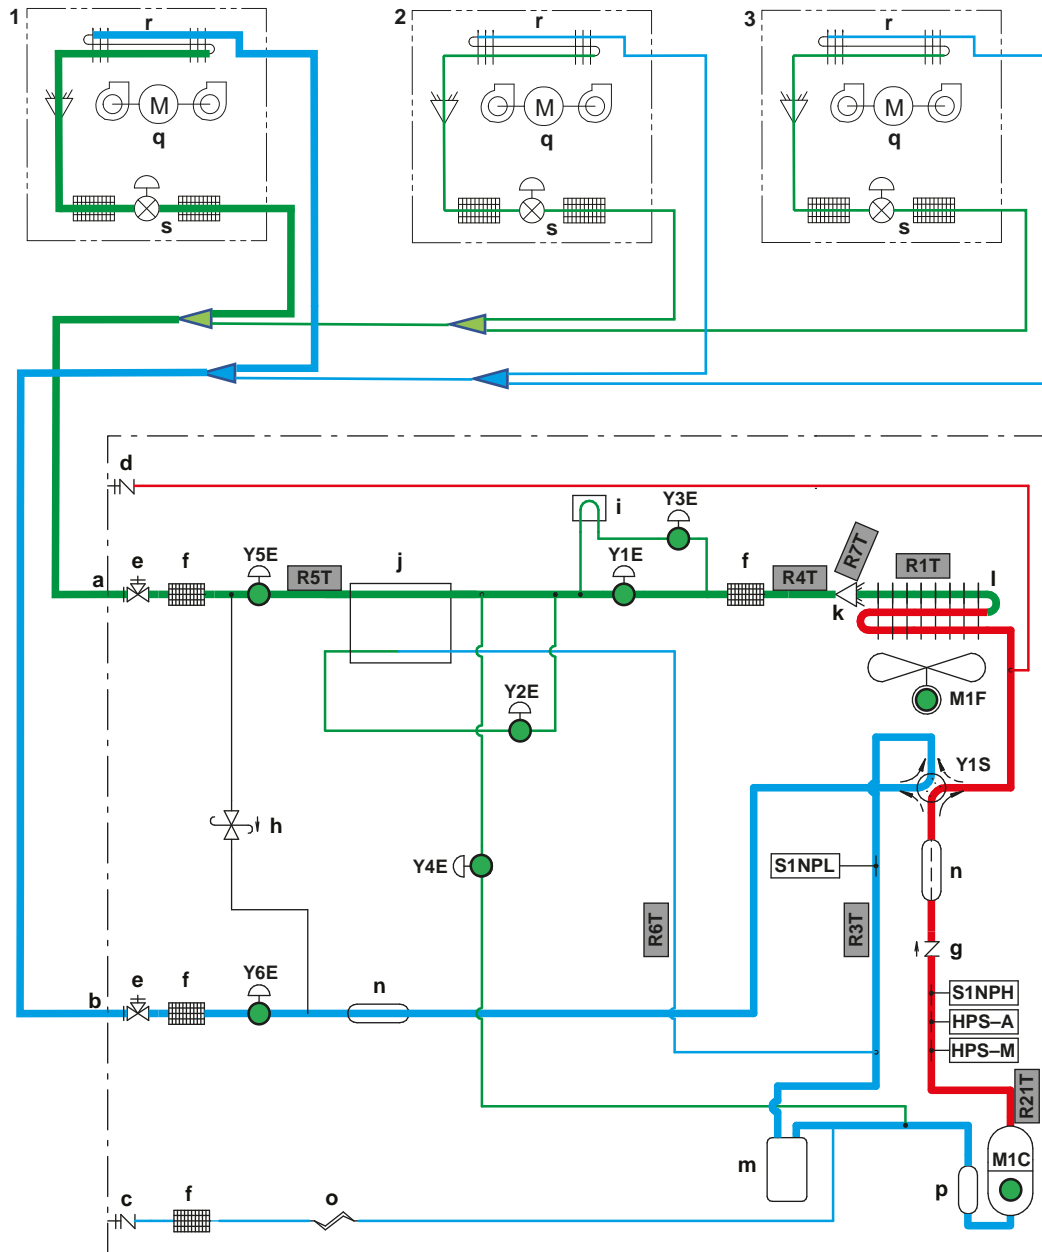 1 r 2 r 3 r
M M M
q q q
s s s
d
Y3E
i
e f Y5E j Y1E f R7T R1T l
R5T R4T
a k
Y2E M1F
Y1S
h
S1NPL
Y4E n
R6T R3T
g
e f Y6E n
b S1NPH
HPS–A
HPS–M
R21T
m M1C
p
c f o